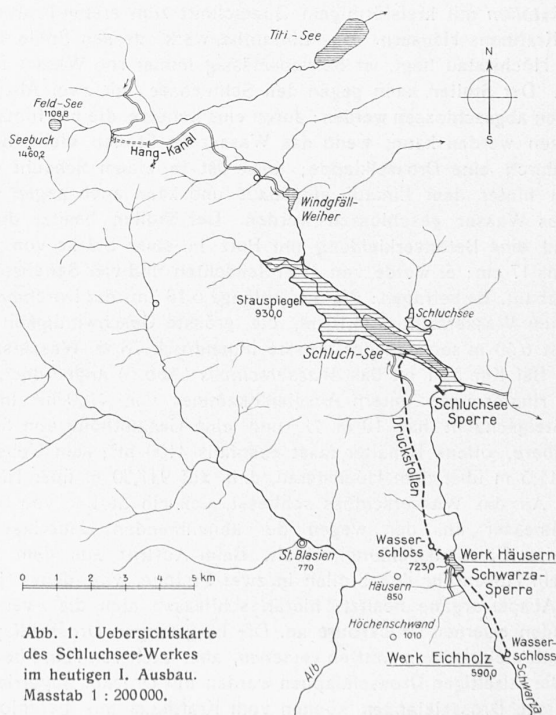 Titi-See
N
Feld-See
1108,8
Seebuck
1460,2
Hang-Kanal
Windgfäll-
Weiher
Stauspiegel
930,0
Schluchsee
Schluch-See
Schluchsee-
Sperre
Druckstollen
Wasser-
schloss
723,0
Werk Häusern
Schwarza-
Sperre
St. Blasien
770
Häusern
850
Höchenschwand
1010
Wasser-
schloss
Werk Eichholz
590,0
Alb
Schwarza
0 1 2 3 4 5 km
Abb. 1. Uebersichtskarte
des Schluchsee-Werkes
im heutigen I. Ausbau.
Masstab 1 : 200 000.